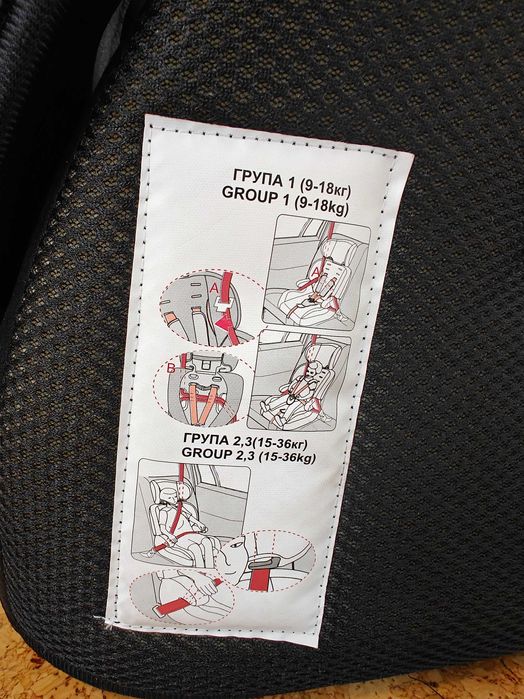 ГРУПА 1 (9-18кг)
GROUP 1 (9-18kg)
A
A
B
ГРУПА 2,3(15-36кг)
GROUP 2,3 (15-36kg)